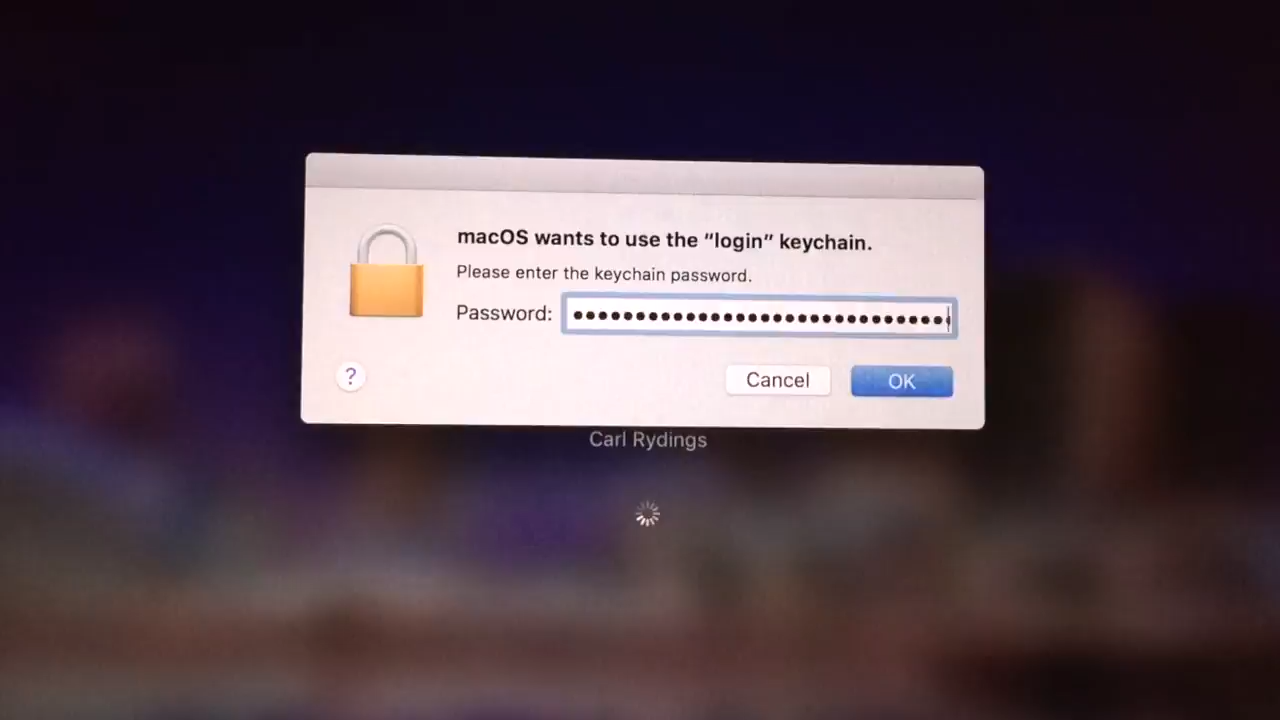 macOS wants to use the “login” keychain.
Please enter the keychain password.
Password: ••••••••••••••••••••••••••••••••
?
Cancel
OK
Carl Rydings